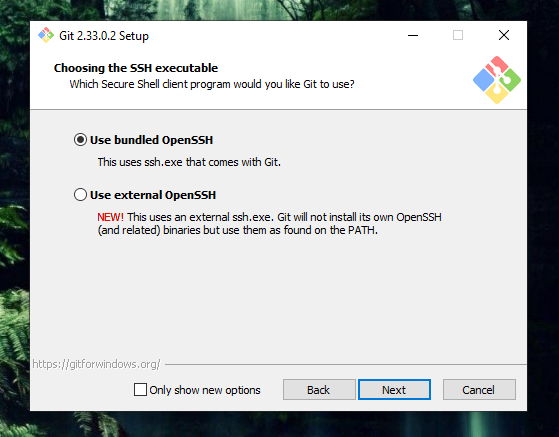 Git 2.33.0.2 Setup
Choosing the SSH executable
Which Secure Shell client program would you like Git to use?
Use bundled OpenSSH
This uses ssh.exe that comes with Git.
Use external OpenSSH
NEW! This uses an external ssh.exe. Git will not install its own OpenSSH
(and related) binaries but use them as found on the PATH.
https://gitforwindows.org/
Only show new options
Back
Next
Cancel